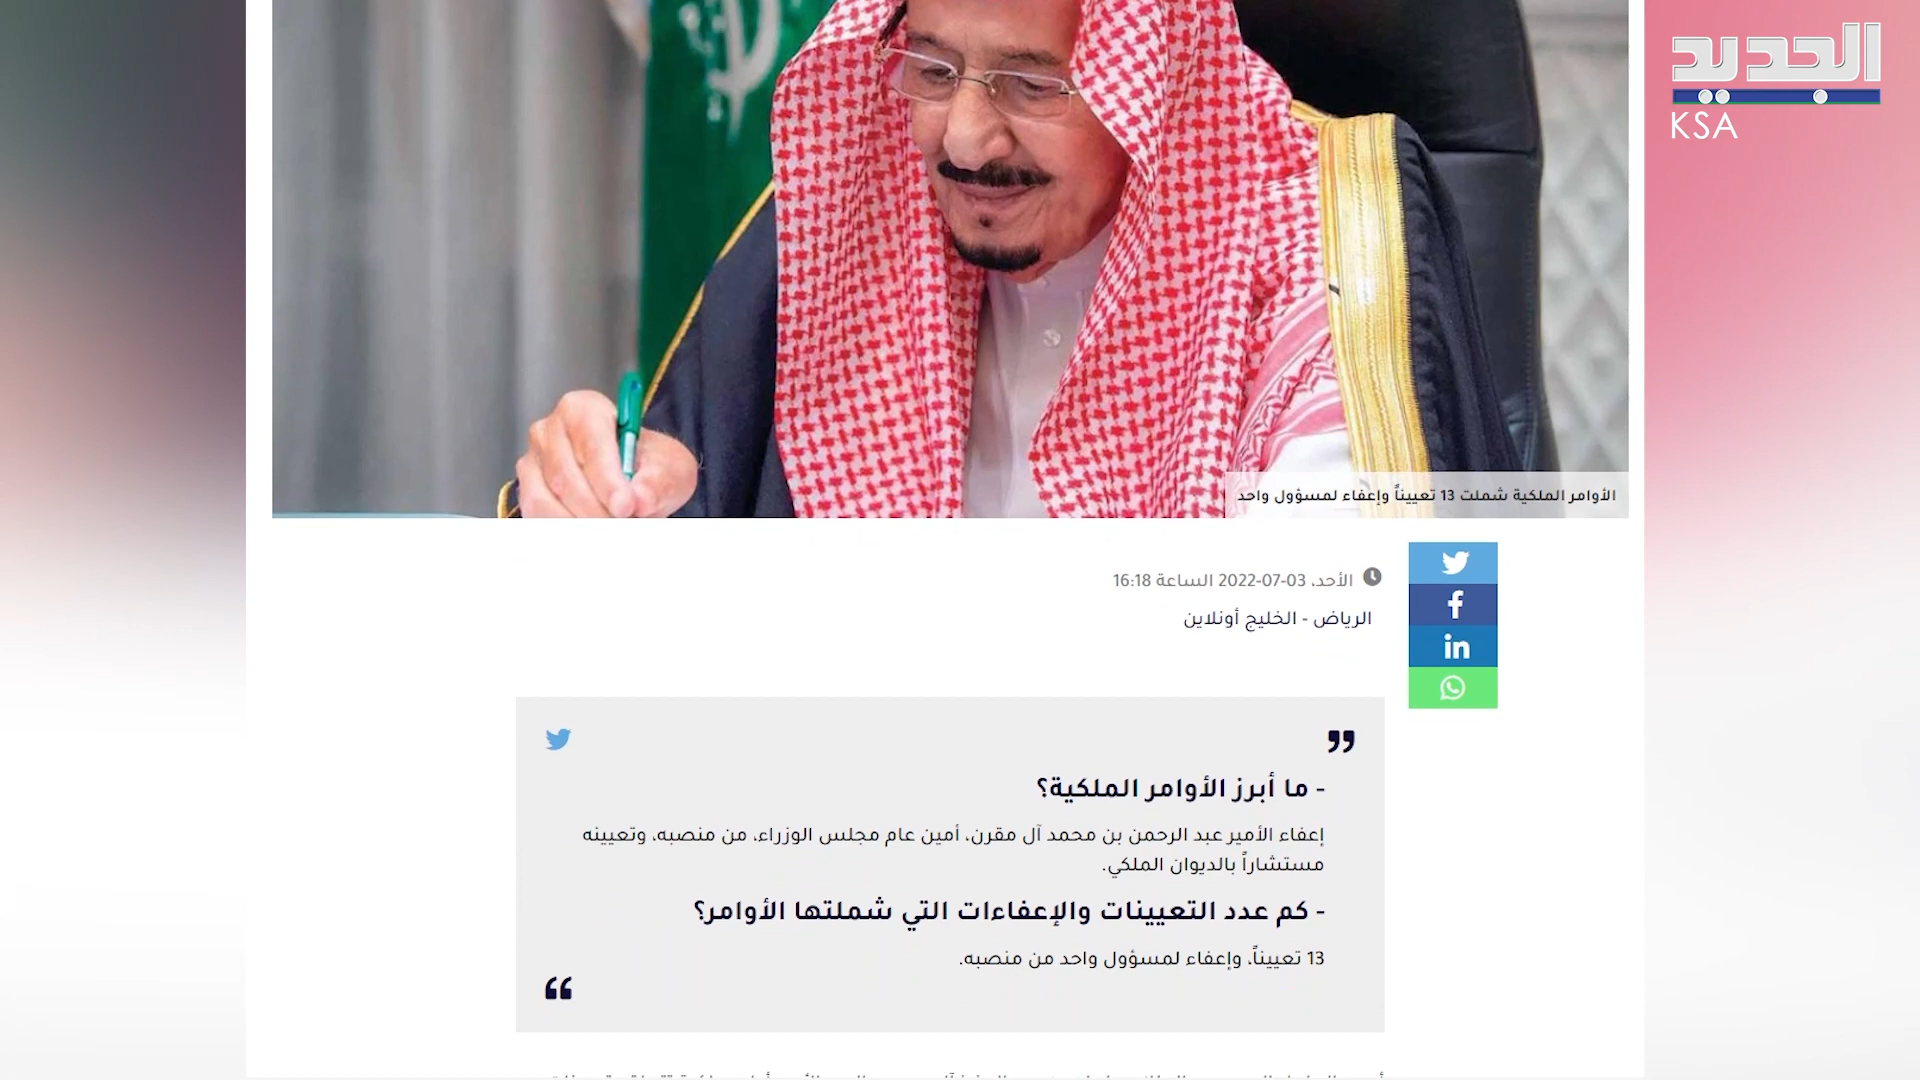 الجديد
KSA
الأوامر الملكية شملت 13 تعييناً وإعفاء لمسؤول واحد
الأحد، 03-07-2022 الساعة 16:18
الرياض - الخليج أونلاين
- ما أبرز الأوامر الملكية؟
إعفاء الأمير عبد الرحمن بن محمد آل مقرن، أمين عام مجلس الوزراء، من منصبه، وتعيينه
مستشاراً بالديوان الملكي.
- كم عدد التعيينات والإعفاءات التي شملتها الأوامر؟
13 تعييناً، وإعفاء لمسؤول واحد من منصبه.